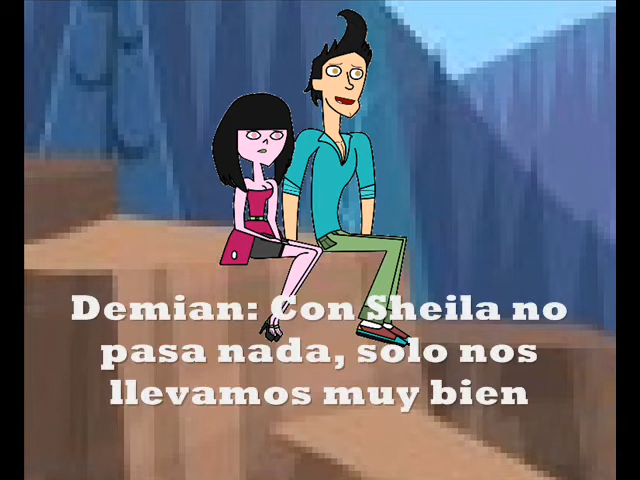 Demian: Con Sheila no
pasa nada, solo nos
llevamos muy bien